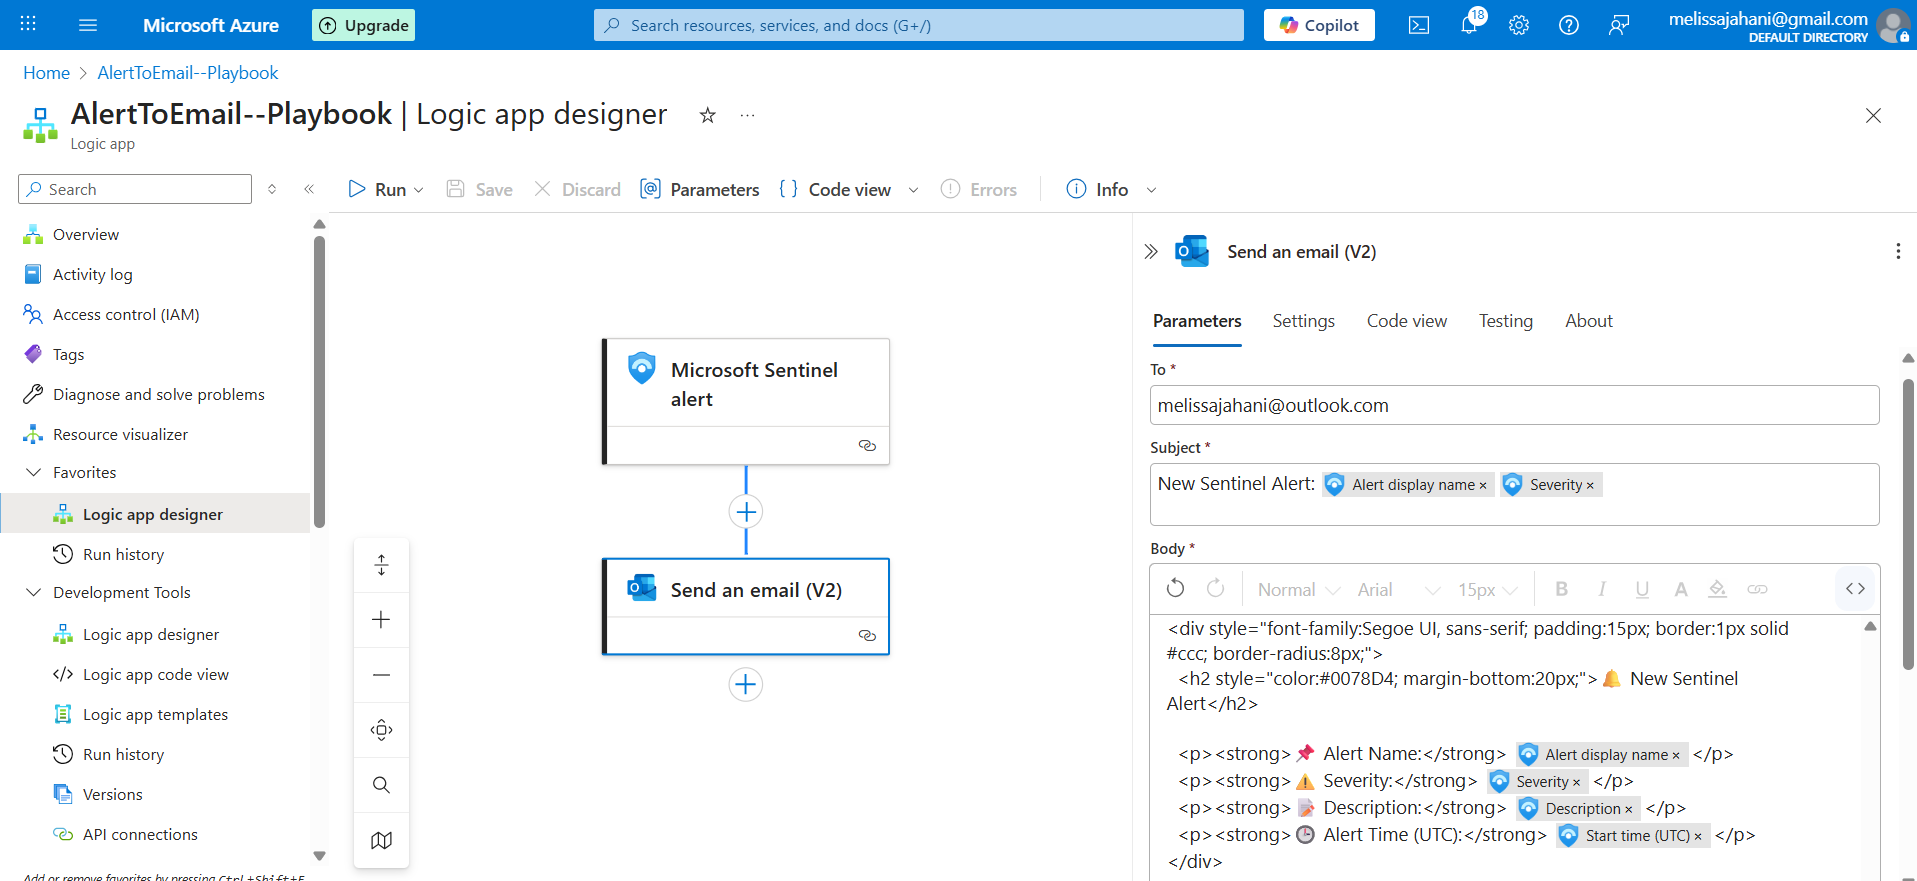 Microsoft Azure
Upgrade
Search resources, services, and docs (G+/)
Copilot
18
melissajahani@gmail.com
DEFAULT DIRECTORY
Home > AlertToEmail--Playbook
AlertToEmail--Playbook | Logic app designer
Logic app
Search
Run
Save
Discard
Parameters
Code view
Errors
Info
Overview
Activity log
Access control (IAM)
Tags
Diagnose and solve problems
Resource visualizer
Favorites
Logic app designer
Run history
Development Tools
Logic app designer
Logic app code view
Logic app templates
Run history
Versions
API connections
Add or remove favorites by pressing Ctrl+Shift+F
Microsoft Sentinel
alert
Send an email (V2)
Send an email (V2)
Parameters
Settings
Code view
Testing
About
To *
melissajahani@outlook.com
Subject *
New Sentinel Alert: Alert display name × Severity ×
Body *
Normal
Arial
15px
B I U A
<div style="font-family:Segoe UI, sans-serif; padding:15px; border:1px solid
#ccc; border-radius:8px;">
<h2 style="color:#0078D4; margin-bottom:20px;">🔔 New Sentinel
Alert</h2>
<p><strong>📌 Alert Name:</strong> Alert display name × </p>
<p><strong>⚠️ Severity:</strong> Severity × </p>
<p><strong>📝 Description:</strong> Description × </p>
<p><strong>🕒 Alert Time (UTC):</strong> Start time (UTC) × </p>
</div>